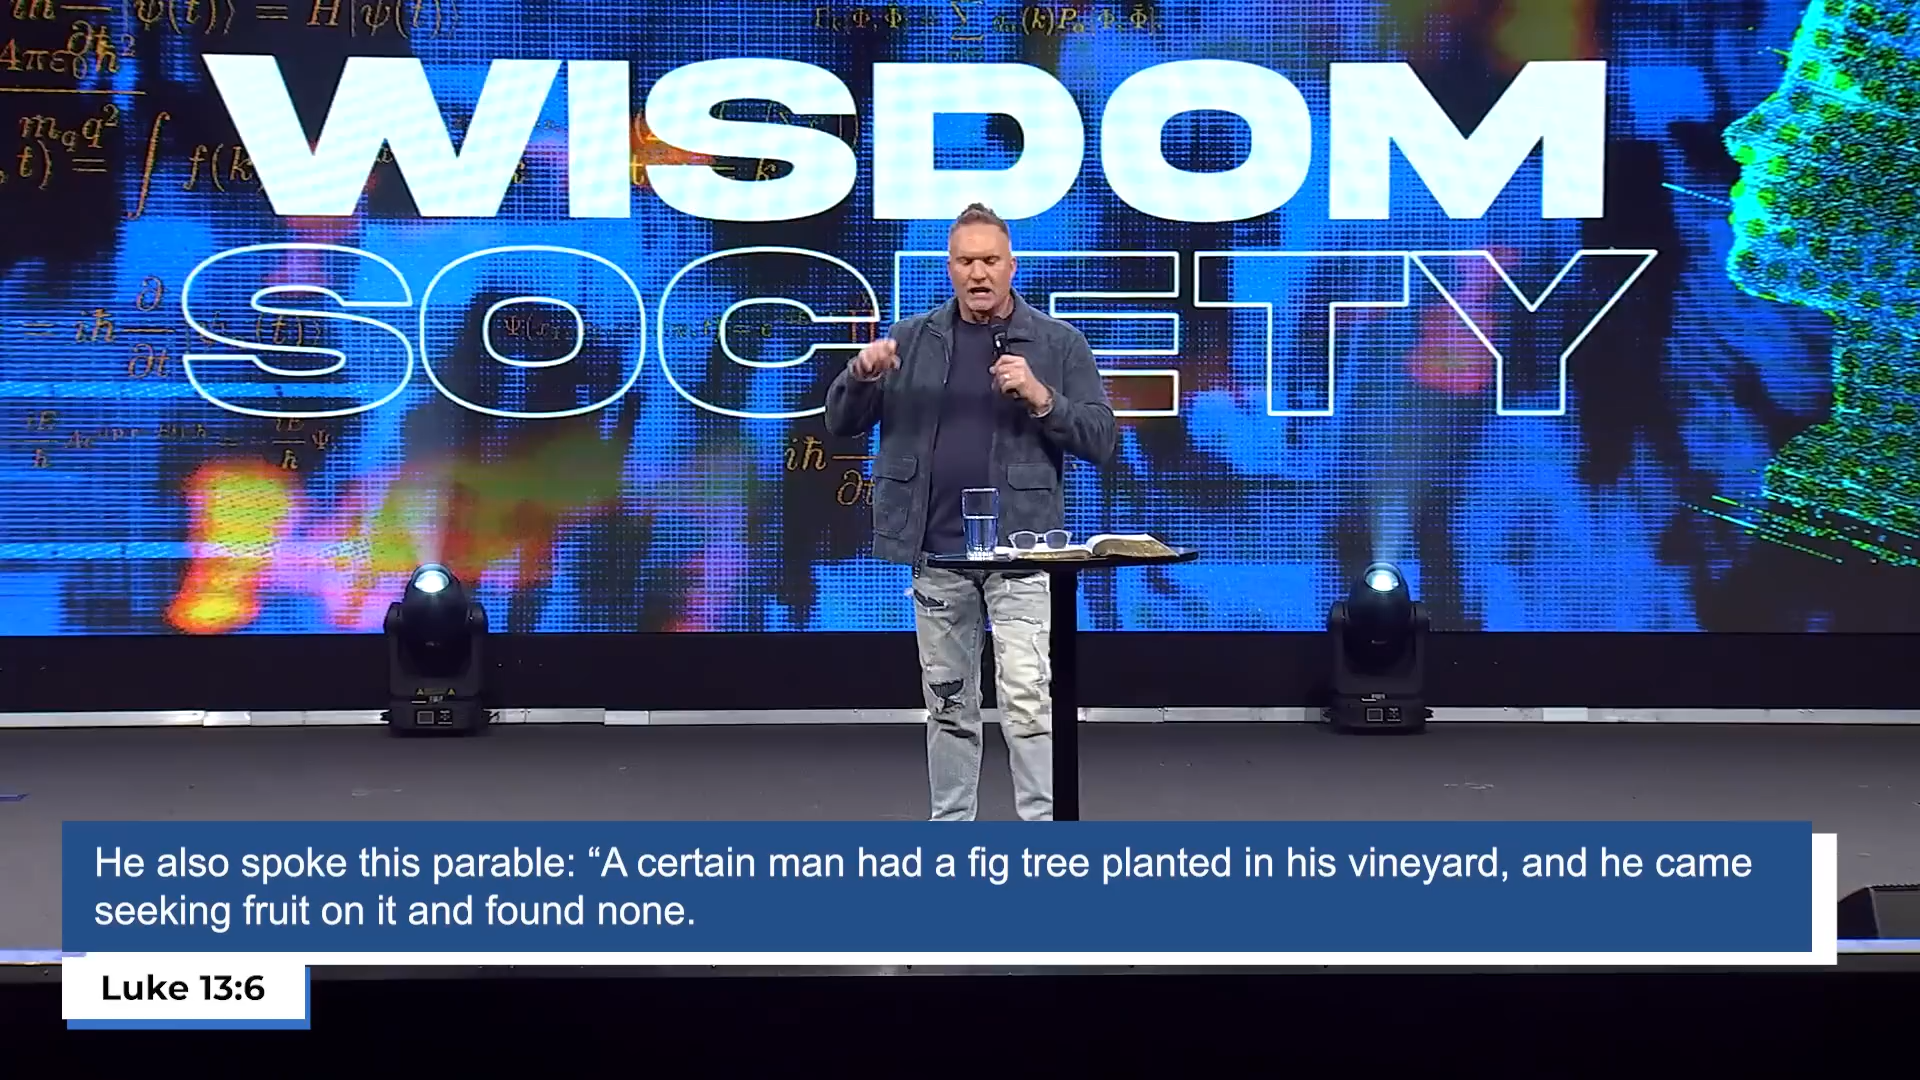 iħ ∂/∂t |ψ(t)⟩ = H|ψ(t)⟩
WISDOM
SOCIETY
He also spoke this parable: “A certain man had a fig tree planted in his vineyard, and he came
seeking fruit on it and found none.
Luke 13:6